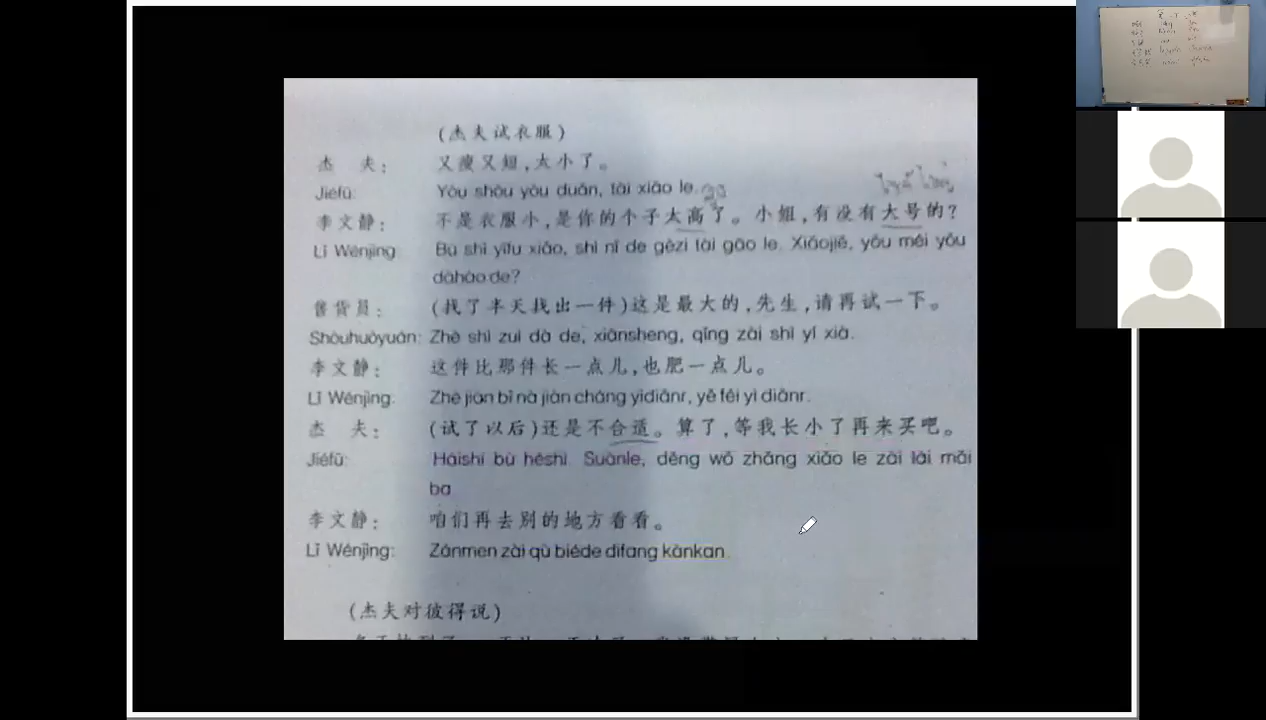 (杰夫试衣服)
杰 夫: 又瘦又短,太小了。
Jiéfū: Yòu shòu yòu duǎn, tài xiǎo le.
李文静: 不是衣服小,是你的个子太高了。小姐,有没有大号的?
Lǐ Wénjìng: Bú shì yīfu xiǎo, shì nǐ de gèzi tài gāo le. Xiǎojiě, yǒu méi yǒu
dàhào de?
售货员: (找了半天找出一件)这是最大的,先生,请再试一下。
Shòuhuòyuán: Zhè shì zuì dà de, xiānsheng, qǐng zài shì yí xià.
李文静: 这件比那件长一点儿,也肥一点儿。
Lǐ Wénjìng: Zhè jiàn bǐ nà jiàn cháng yìdiǎnr, yě féi yì diǎnr.
杰 夫: (试了以后)还是不合适。算了,等我长小了再来买吧。
Jiéfū: Háishi bù héshì. Suànle, děng wǒ zhǎng xiǎo le zài lái mǎi
ba
李文静: 咱们再去别的地方看看。
Lǐ Wénjìng: Zánmen zài qù biéde dìfang kànkan.
(杰夫对彼得说)